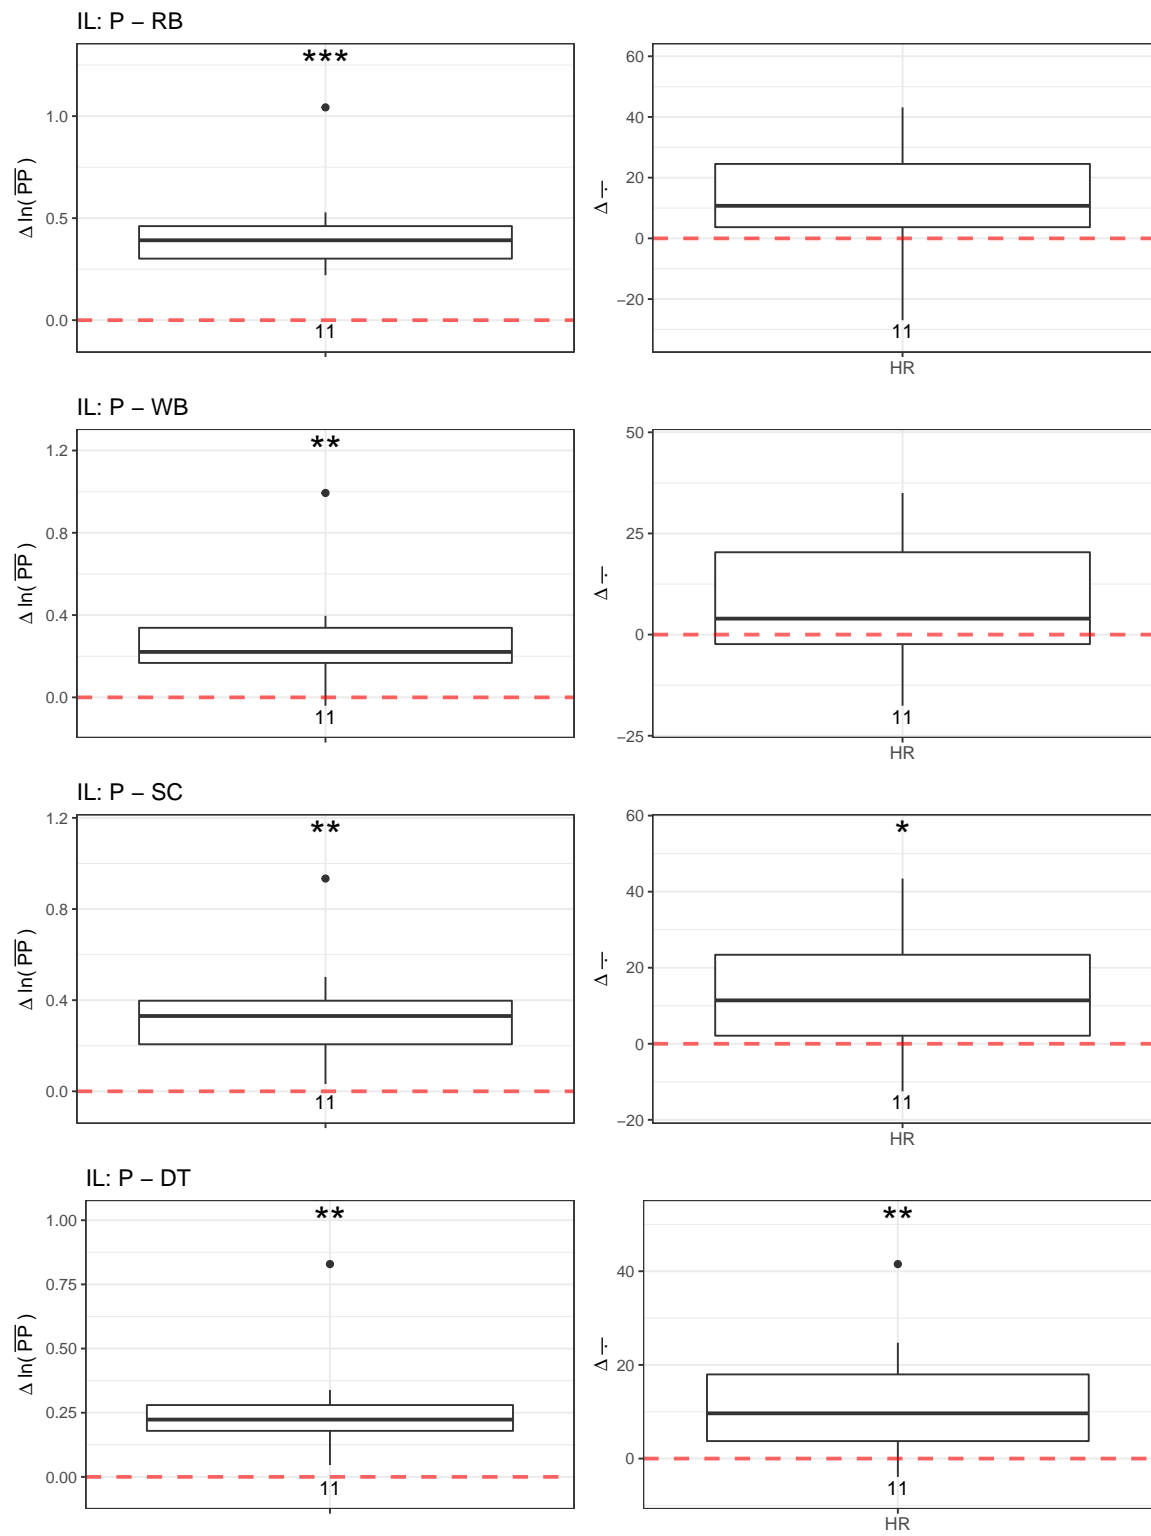 IL: P − RB
***
1.0
0.5
0.0
Δ ln( PP )
11
60
40
20
0
−20
Δ ÷
11
HR
IL: P − WB
**
1.2
0.8
0.4
0.0
Δ ln( PP )
11
50
25
0
−25
Δ ÷
11
HR
IL: P − SC
**
1.2
0.8
0.4
0.0
Δ ln( PP )
11
*
60
40
20
0
−20
Δ ÷
11
HR
IL: P − DT
**
1.00
0.75
0.50
0.25
0.00
Δ ln( PP )
11
**
40
20
0
Δ ÷
11
HR